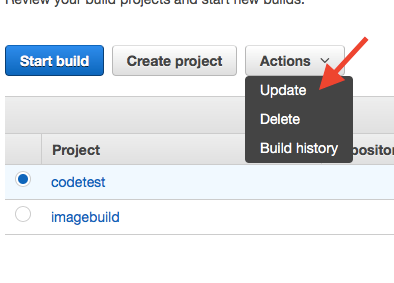 Review your build projects and start new builds.
Start build Create project Actions
Update
Delete
Build history
Project
codetest
imagebuild